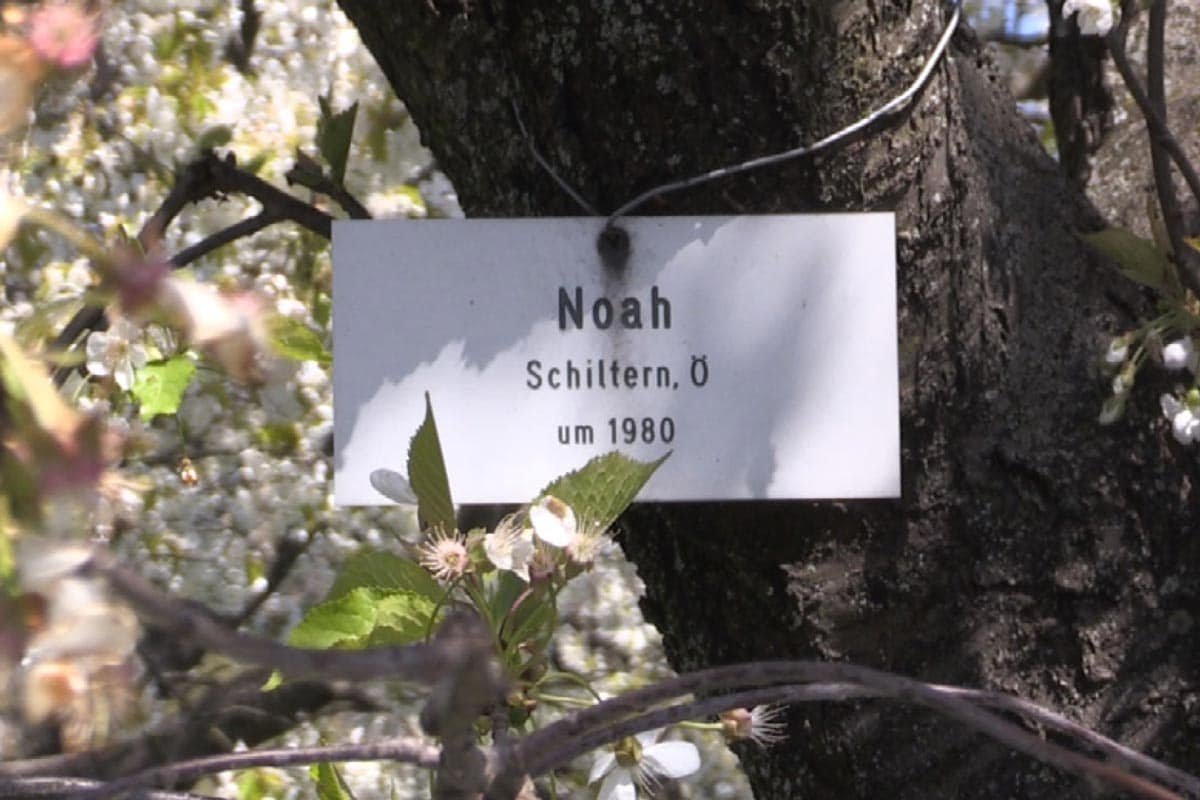 Noah
Schiltern, Ö
um 1980